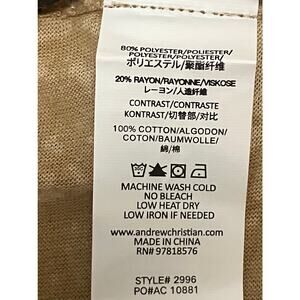 80% POLYESTER/POLIESTER/
POLYESTER/POLYESTER/
ポリエステル/聚酯纤维
20% RAYON/RAYONNE/VISKOSE
レーヨン/人造纤维
CONTRAST/CONTRASTE
KONTRAST/切替部/对比
100% COTTON/ALGODON/
COTON/BAUMWOLLE/
綿/棉
MACHINE WASH COLD
NO BLEACH
LOW HEAT DRY
LOW IRON IF NEEDED
www.andrewchristian.com
MADE IN CHINA
RN# 97818576
STYLE# 2996
PO#AC 10881